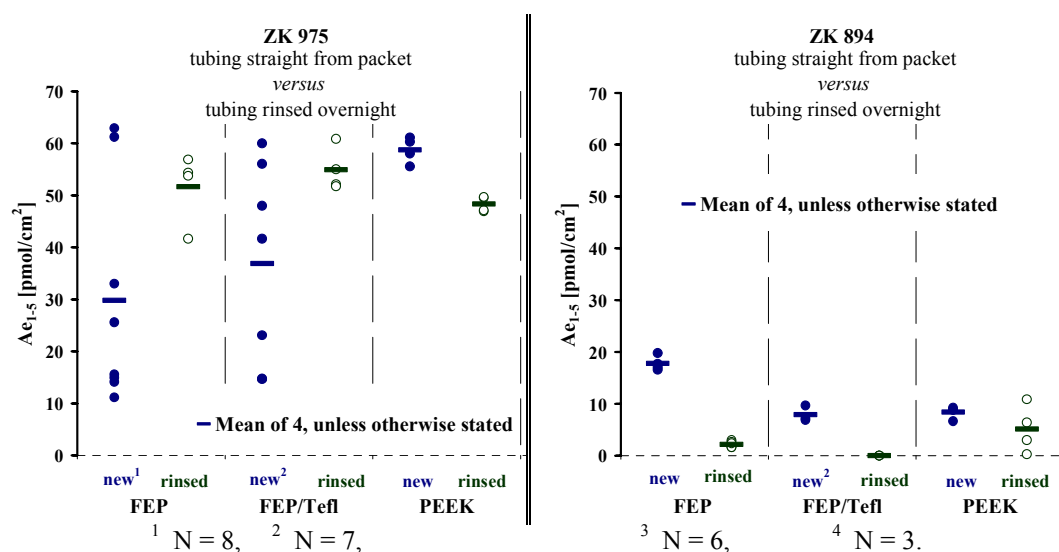 ZK 975
tubing straight from packet
versus
tubing rinsed overnight
70
60
50
40
30
20
10
0
Ae1-5 [pmol/cm²]
Mean of 4, unless otherwise stated
new¹ rinsed new² rinsed new rinsed
FEP FEP/Tefl PEEK
¹ N = 8, ² N = 7,
ZK 894
tubing straight from packet
versus
tubing rinsed overnight
70
60
50
40
30
20
10
0
Ae1-5 [pmol/cm²]
Mean of 4, unless otherwise stated
new rinsed new² rinsed new rinsed
FEP FEP/Tefl PEEK
³ N = 6, ⁴ N = 3.